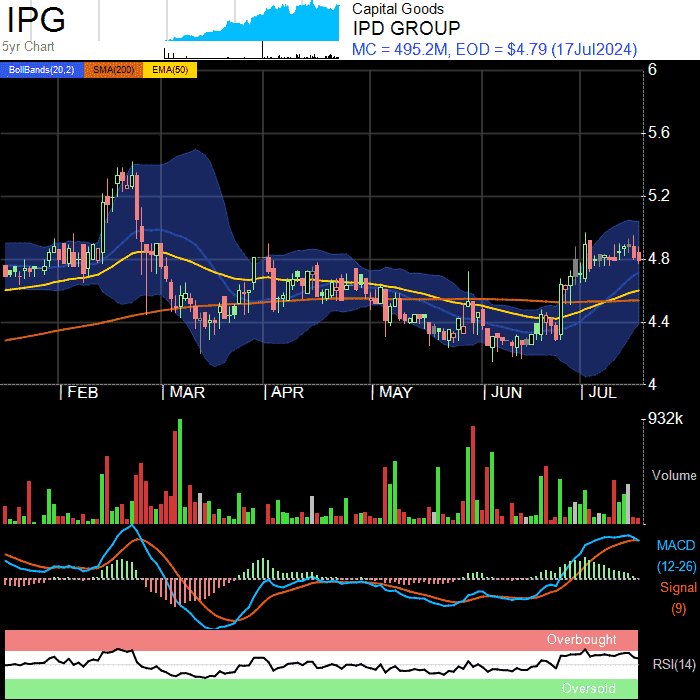 IPG
5yr Chart
Capital Goods
IPD GROUP
MC = 495.2M, EOD = $4.79 (17Jul2024)
BollBands(20,2) SMA(200) EMA(50)
6
5.6
5.2
4.8
4.4
4
FEB MAR APR MAY JUN JUL
932k
Volume
MACD
(12-26)
Signal
(9)
Overbought
RSI(14)
Oversold